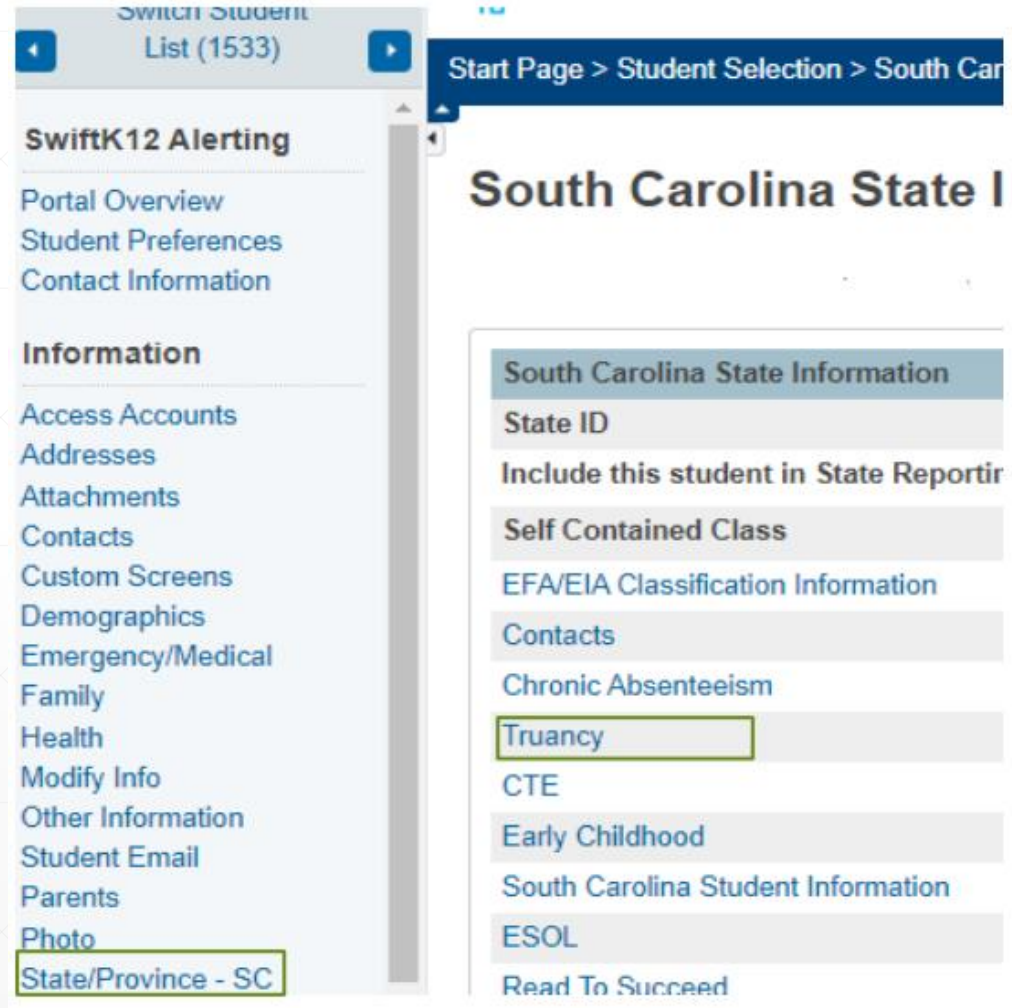 Switch Student
List (1533)
SwiftK12 Alerting
Portal Overview
Student Preferences
Contact Information
Information
Access Accounts
Addresses
Attachments
Contacts
Custom Screens
Demographics
Emergency/Medical
Family
Health
Modify Info
Other Information
Student Email
Parents
Photo
State/Province - SC
Start Page > Student Selection > South Car
South Carolina State I
South Carolina State Information
State ID
Include this student in State Reportin
Self Contained Class
EFA/EIA Classification Information
Contacts
Chronic Absenteeism
Truancy
CTE
Early Childhood
South Carolina Student Information
ESOL
Read To Succeed